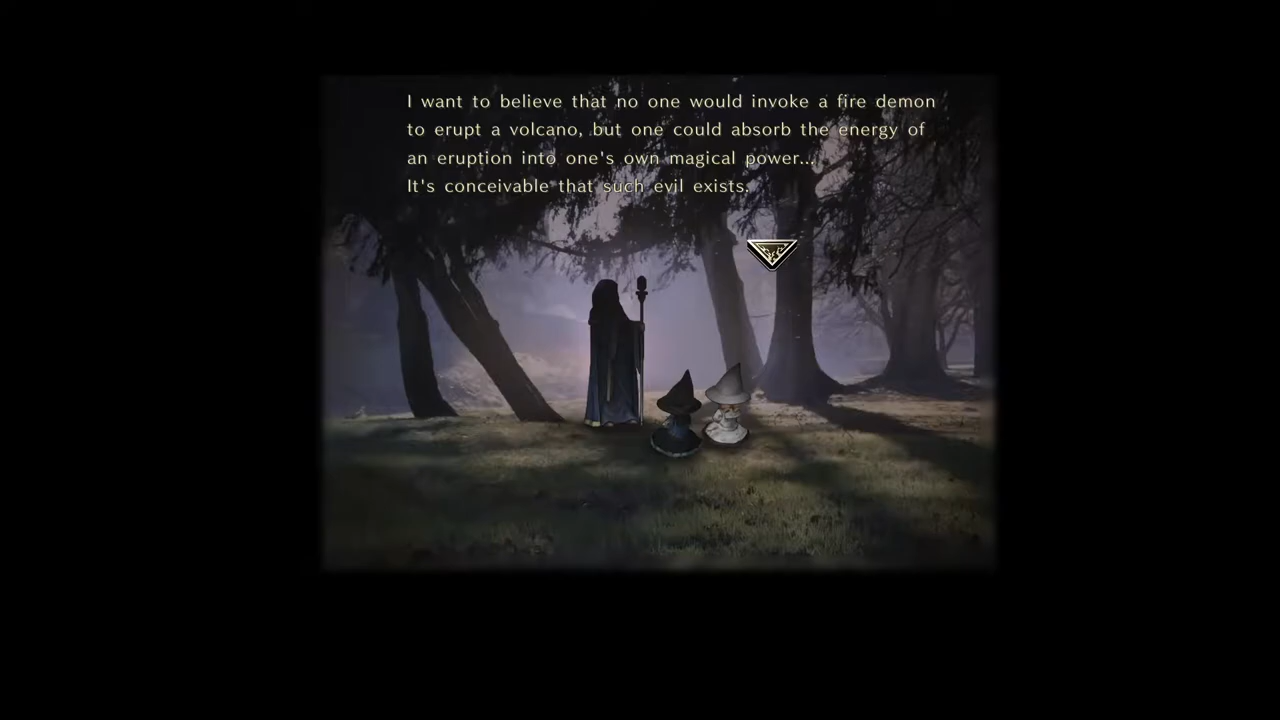 I want to believe that no one would invoke a fire demon
to erupt a volcano, but one could absorb the energy of
an eruption into one's own magical power...
It's conceivable that such evil exists.